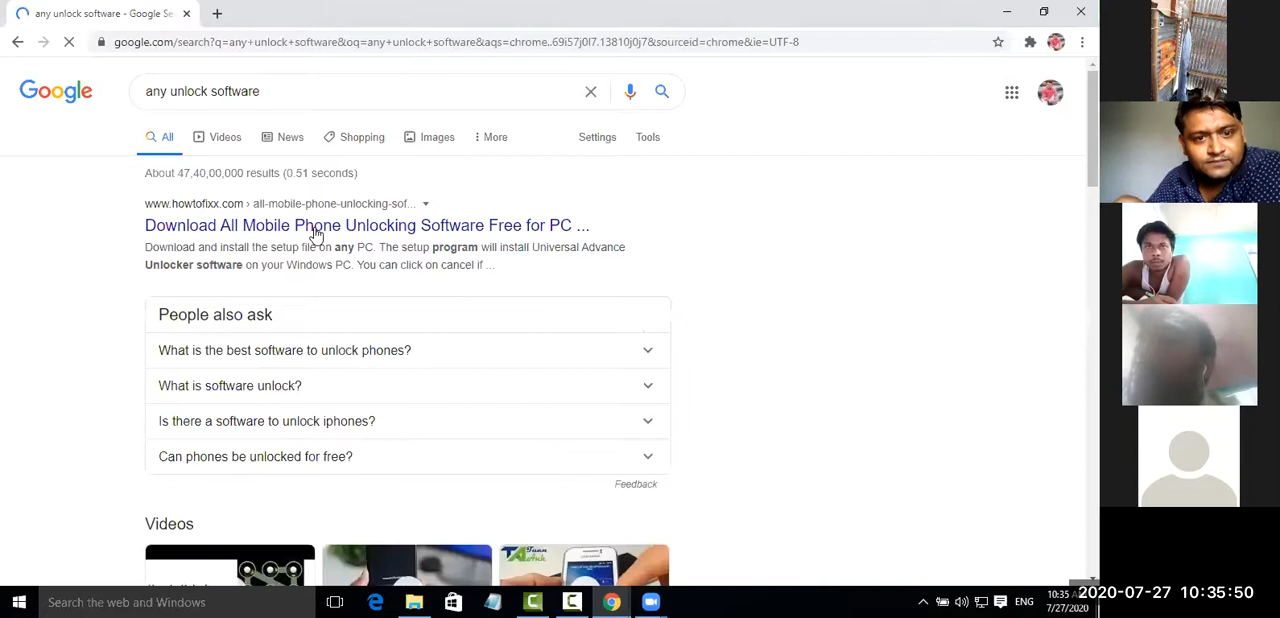 any unlock software - Google Se
google.com/search?q=any+unlock+software&oq=any+unlock+software&aqs=chrome..69i57j0l7.13810j0j7&sourceid=chrome&ie=UTF-8
Google
any unlock software
All
Videos
News
Shopping
Images
More
Settings
Tools
About 47,40,00,000 results (0.51 seconds)
www.howtofixx.com › all-mobile-phone-unlocking-sof...
Download All Mobile Phone Unlocking Software Free for PC ...
Download and install the setup file on any PC. The setup program will install Universal Advance
Unlocker software on your Windows PC. You can click on cancel if ...
People also ask
What is the best software to unlock phones?
What is software unlock?
Is there a software to unlock iphones?
Can phones be unlocked for free?
Feedback
Videos
Search the web and Windows
ENG
10:35 A
7/27/2020
2020-07-27 10:35:50